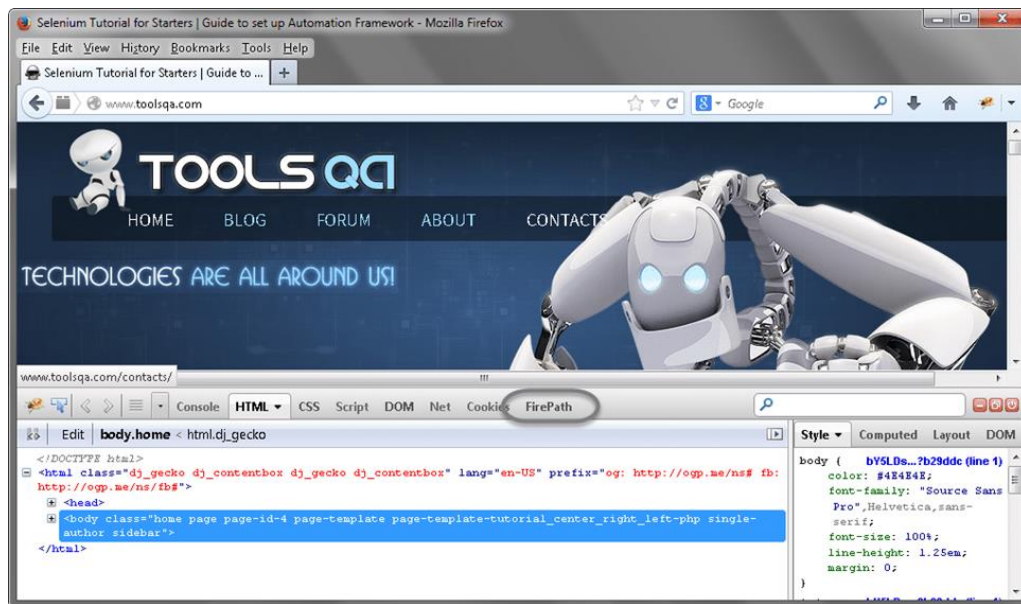 Selenium Tutorial for Starters | Guide to set up Automation Framework - Mozilla Firefox
File Edit View History Bookmarks Tools Help
Selenium Tutorial for Starters | Guide to ... +
www.toolsqa.com
Google
TOOLS QA
HOME BLOG FORUM ABOUT CONTACTS
TECHNOLOGIES ARE ALL AROUND US!
www.toolsqa.com/contacts/
Console HTML CSS Script DOM Net Cookies FirePath
Edit body.home < html.dj_gecko
Style Computed Layout DOM
<!DOCTYPE html>
<html class="dj_gecko dj_contentbox dj_gecko dj_contentbox" lang="en-US" prefix="og: http://ogp.me/ns# fb:
http://ogp.me/ns/fb#">
<head>
<body class="home page page-id-4 page-template page-template-tutorial_center_right_left-php single-
author sidebar">
</html>
body { bY5LDs...?b29ddc (line 1)
color: #4E4E4E;
font-family: "Source Sans
Pro",Helvetica,sans-
serif;
font-size: 100%;
line-height: 1.25em;
margin: 0;
}